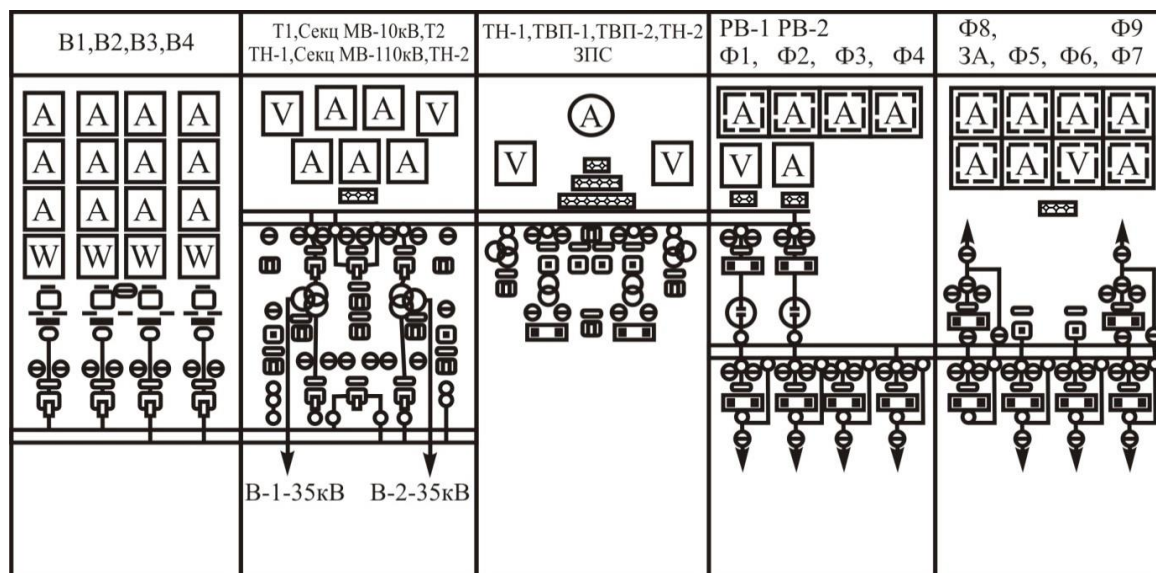 В1,В2,В3,В4
Т1,Секц МВ-10кВ,Т2
ТН-1,Секц МВ-110кВ,ТН-2
ТН-1,ТВП-1,ТВП-2,ТН-2
ЗПС
РВ-1 РВ-2
Ф1, Ф2, Ф3, Ф4
Ф8, Ф9
ЗА, Ф5, Ф6, Ф7
A A A A
A A A A
A A A A
W W W W
V A A V
A A A
A
V V
A A A A
V A
A A A A
A A V A
В-1-35кВ В-2-35кВ